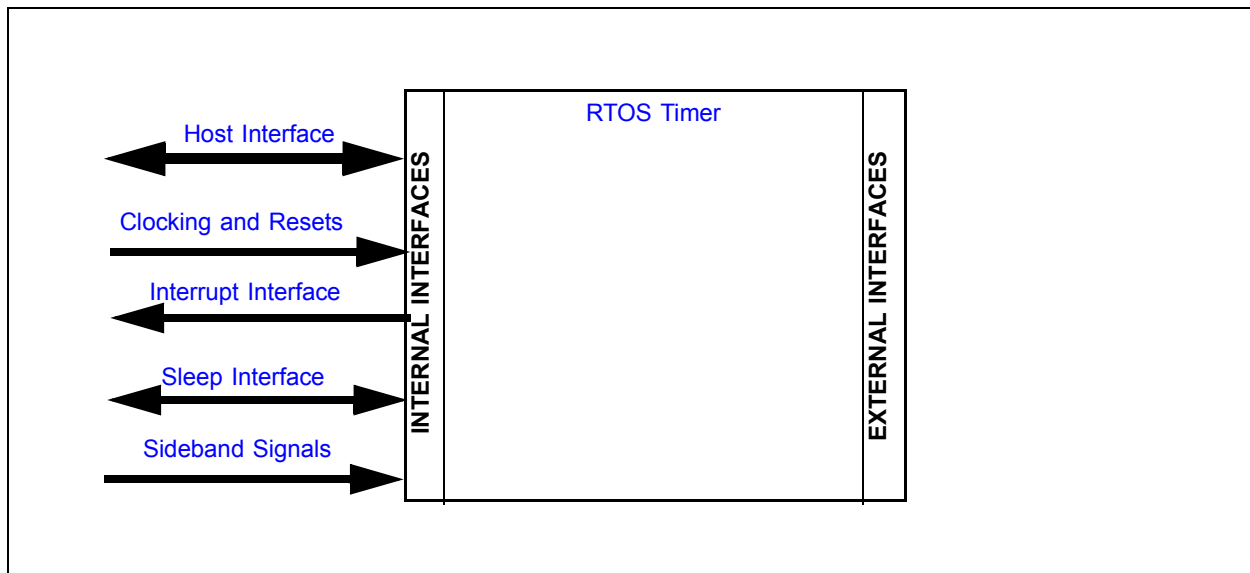 RTOS Timer
Host Interface
Clocking and Resets
Interrupt Interface
Sleep Interface
Sideband Signals
INTERNAL INTERFACES
EXTERNAL INTERFACES